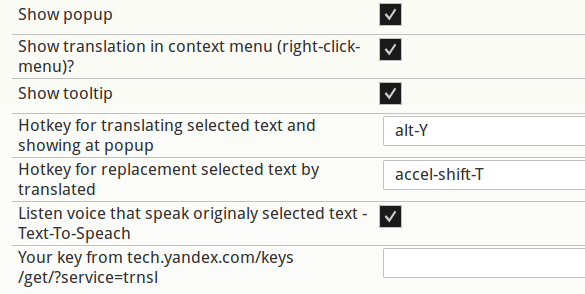 Show popup
Show translation in context menu (right-click-
menu)?
Show tooltip
Hotkey for translating selected text and
showing at popup
alt-Y
Hotkey for replacement selected text by
translated
accel-shift-T
Listen voice that speak originaly selected text -
Text-To-Speach
Your key from tech.yandex.com/keys
/get/?service=trnsl